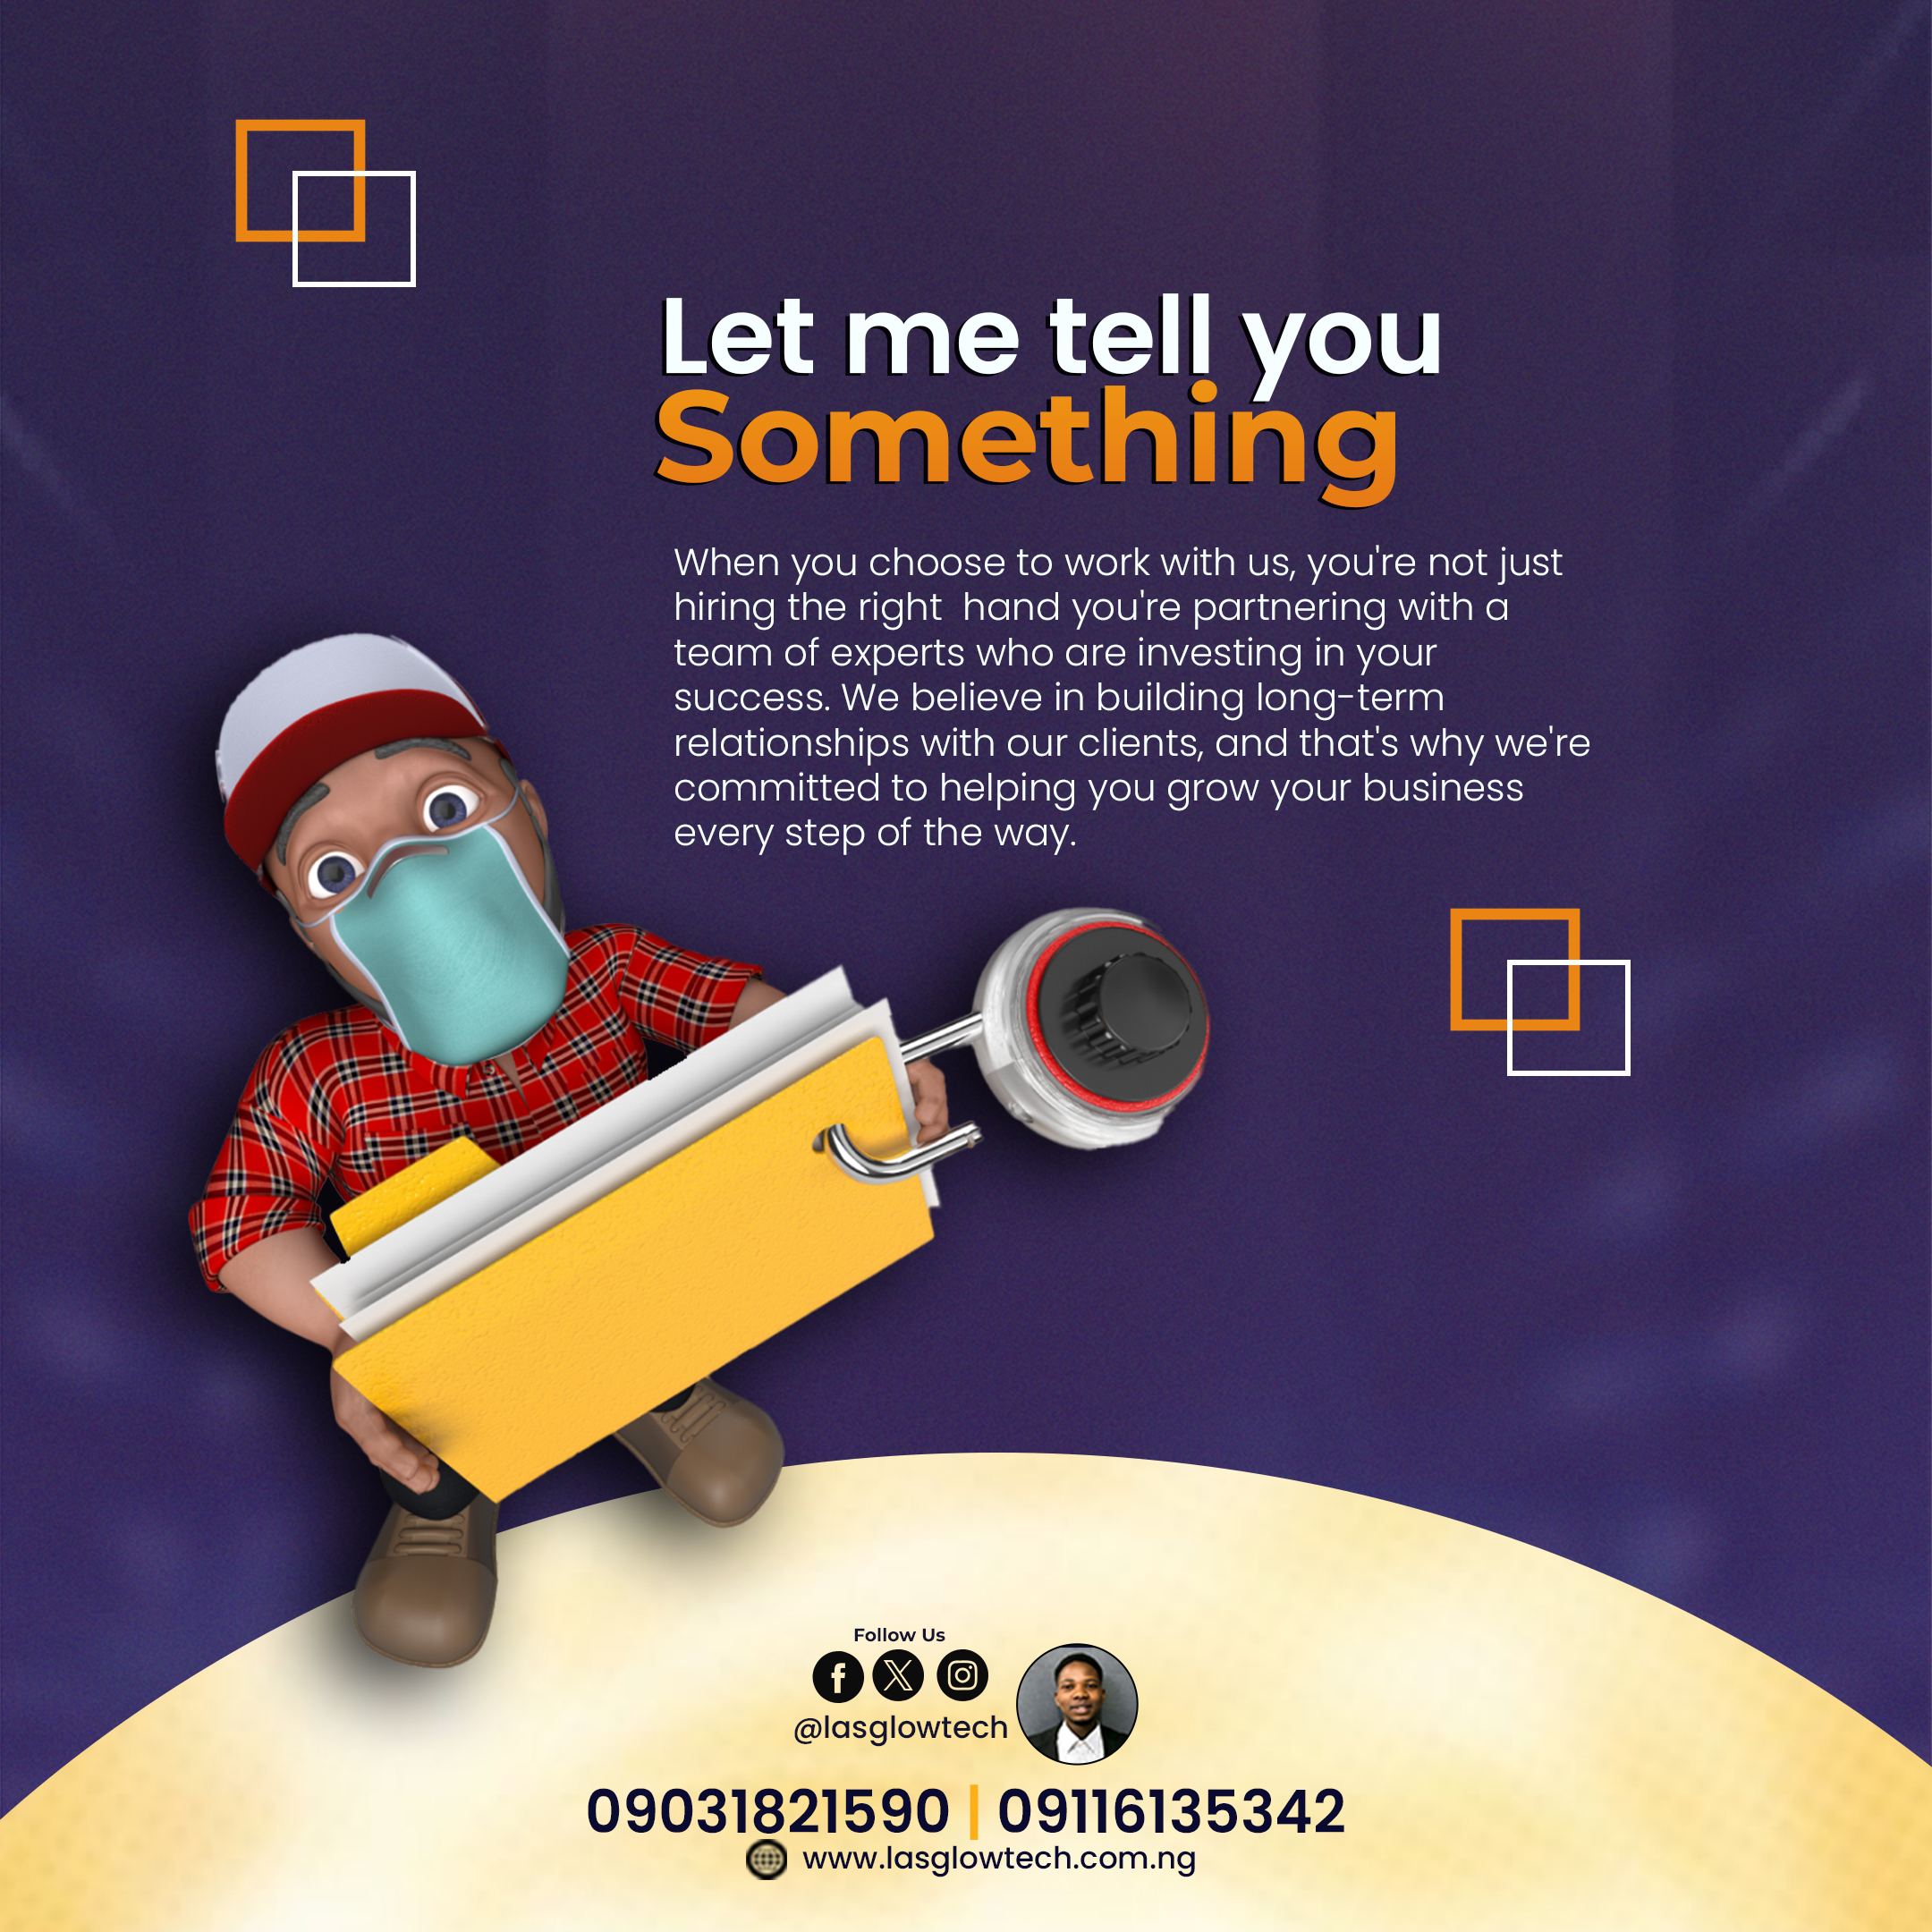 Let me tell you
Something
When you choose to work with us, you're not just
hiring the right  hand you're partnering with a
team of experts who are investing in your
success. We believe in building long-term
relationships with our clients, and that's why we're
committed to helping you grow your business
every step of the way.
Follow Us
@lasglowtech
09031821590 | 09116135342
www.lasglowtech.com.ng